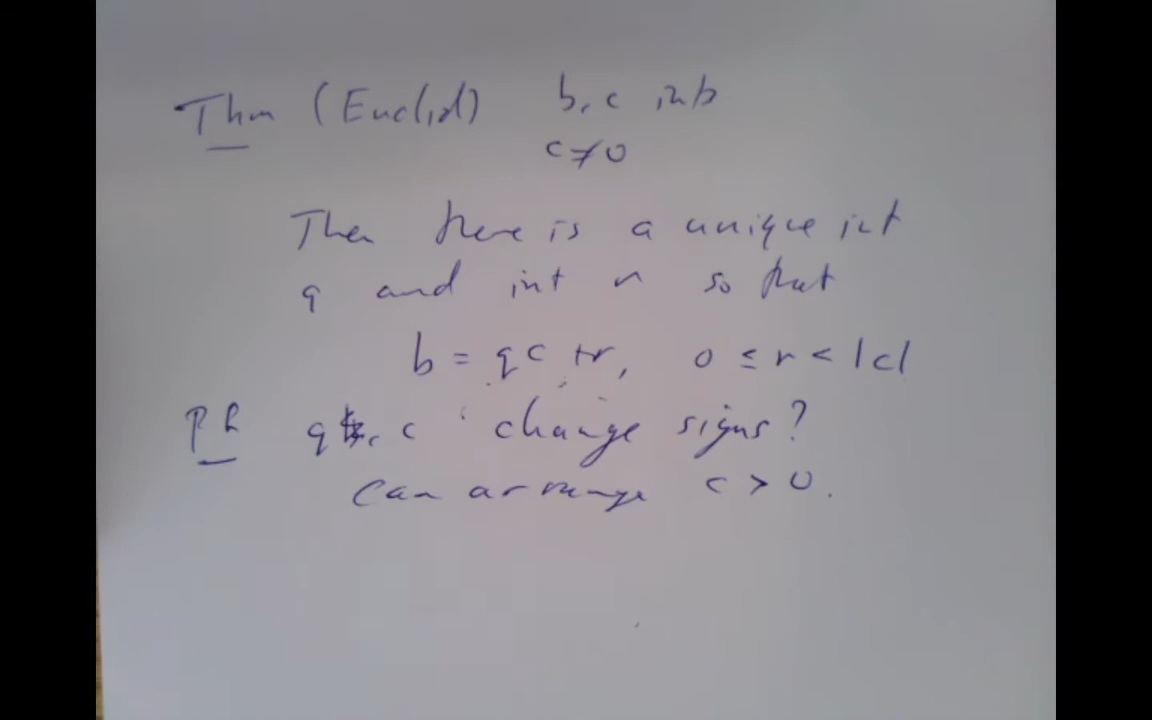 Thm (Euclid) b, c ints
c ≠ 0
Then there is a unique int
q and int r so that
b = qc + r, 0 ≤ r < |c|
Pf q, c change signs?
Can arrange c > 0.